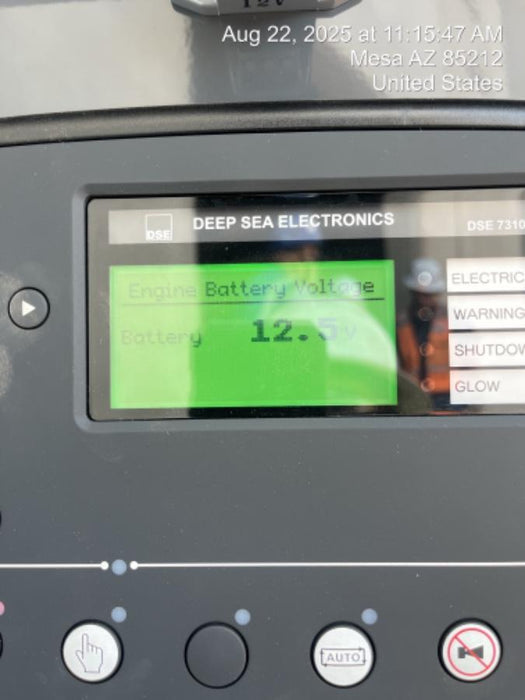 12V
Aug 22, 2025 at 11:15:47 AM
Mesa AZ 85212
United States
DSE
DEEP SEA ELECTRONICS
DSE 7310
Engine Battery Voltage
Battery 12.5v
ELECTRIC
WARNING
SHUTDOW
GLOW
AUTO